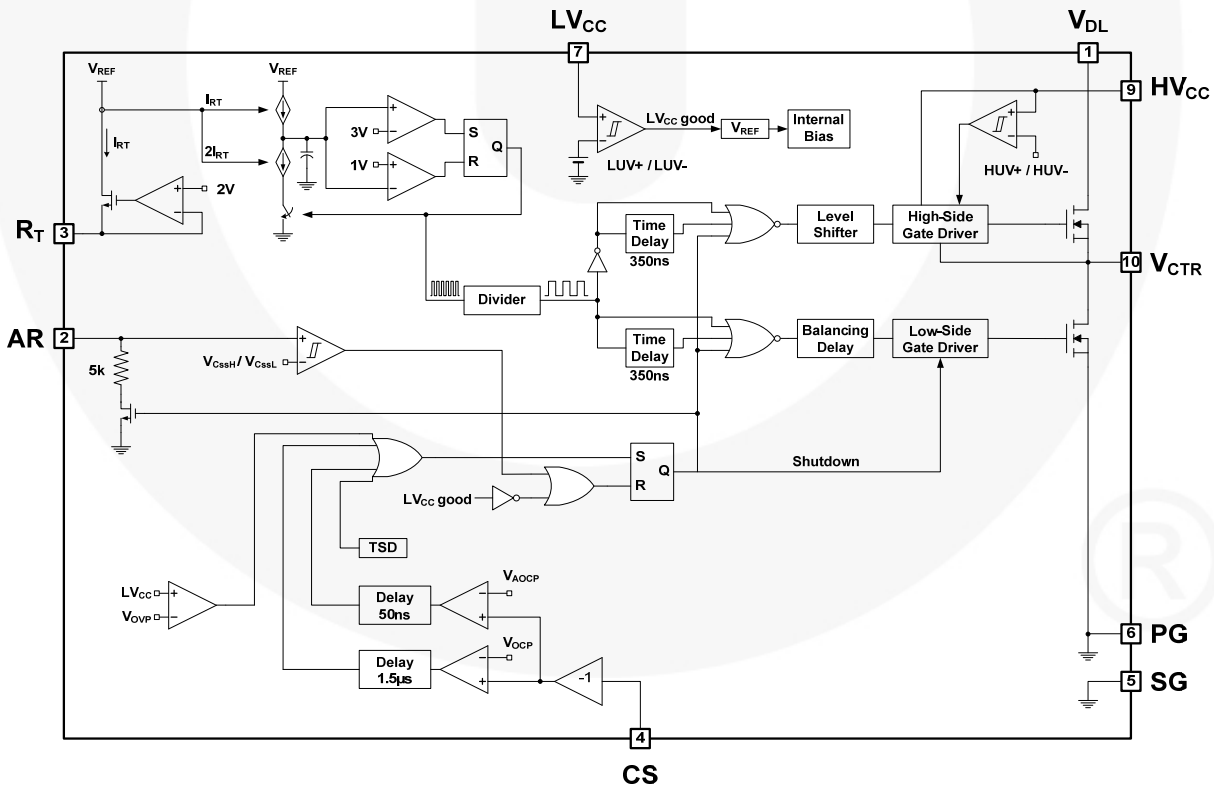 LVCC
VDL
7
1
VREF
VREF
9
HVCC
IRT
+
+
+
LVCC good
VREF
Internal
Bias
3V
−
S
−
−
IRT
Q
2IRT
1V
+
R
LUV+ / LUV-
HUV+ / HUV-
+
2V
−
−
RT
3
Time
Delay
350ns
Level
Shifter
High-Side
Gate Driver
10
VCTR
Divider
AR
2
+
Time
Delay
350ns
Balancing
Delay
Low-Side
Gate Driver
VCssH / VCssL
−
5k
S
Q
R
Shutdown
LVCC good
TSD
LVCC
+
VOVP
−
Delay
50ns
−
VAOCP
+
6
PG
Delay
1.5µs
−
VOCP
+
-1
5
SG
4
CS
®